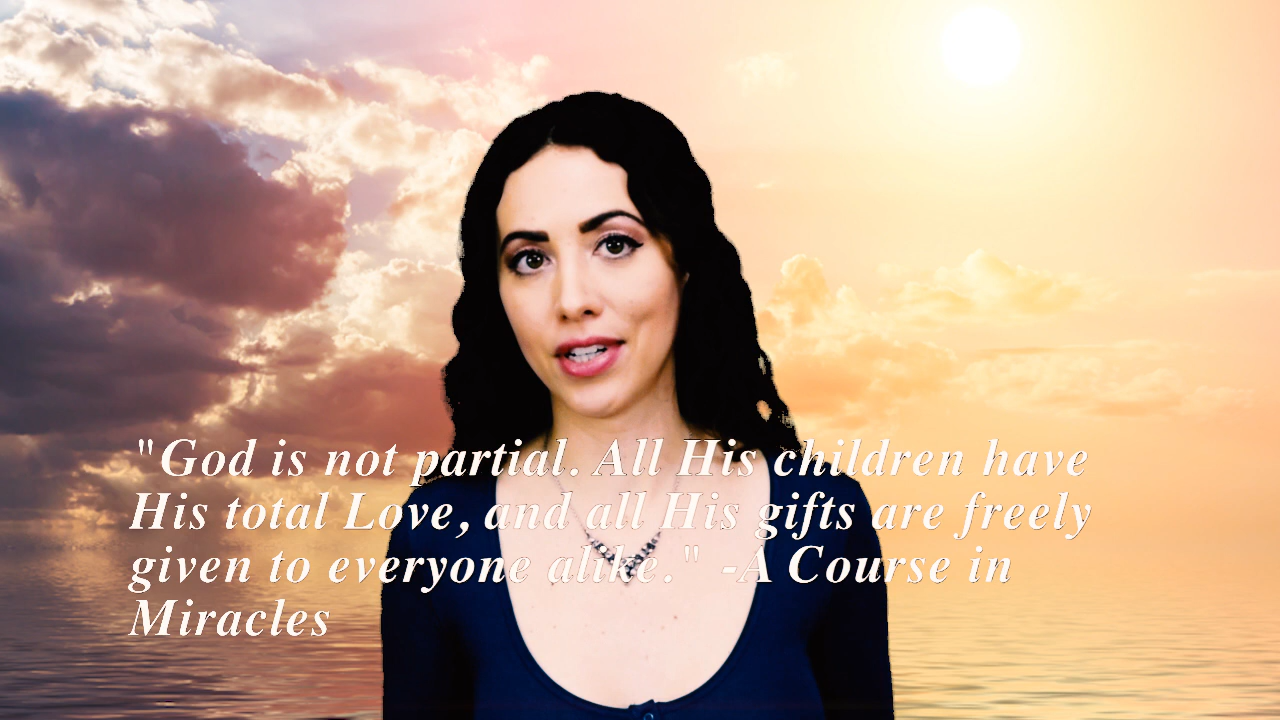 "God is not partial. All His children have
His total Love, and all His gifts are freely
given to everyone alike." -A Course in
Miracles